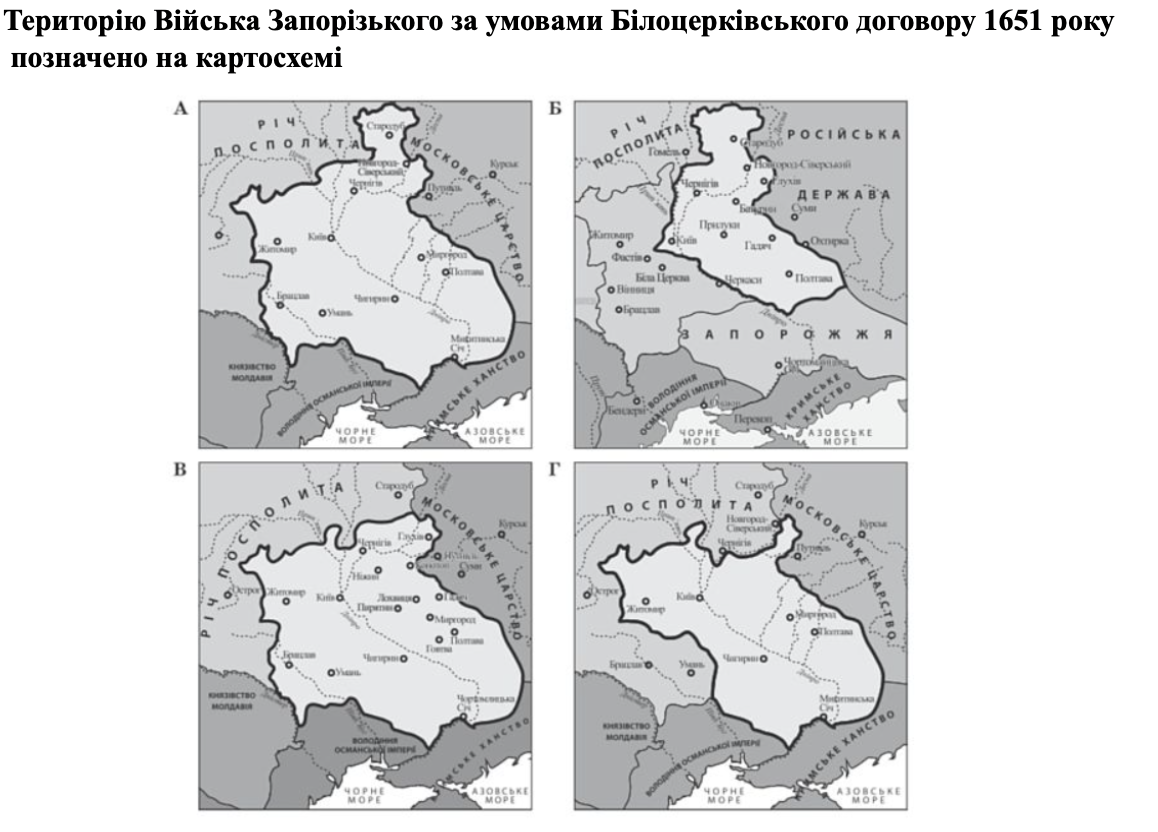 Територію Війська Запорізького за умовами Білоцерківського договору 1651 року
позначено на картосхемі
А
РІЧ
ПОСПОЛИТА
МОСКОВСЬКЕ ЦАРСТВО
Стародуб
Новгород-
Сіверський
Курськ
Чернігів
Путивль
Київ
Житомир
Миргород
Полтава
Брацлав
Чигирин
Умань
Дніпро
Микитинська
Січ
КНЯЗІВСТВО
МОЛДАВІЯ
ВОЛОДІННЯ ОСМАНСЬКОЇ ІМПЕРІЇ
КРИМСЬКЕ ХАНСТВО
ЧОРНЕ
МОРЕ
АЗОВСЬКЕ
МОРЕ
Б
РІЧ
ПОСПОЛИТА
РОСІЙСЬКА
ДЕРЖАВА
Стародуб
Гомель
Новгород-Сіверський
Глухів
Чернігів
Батурин
Суми
Прилуки
Житомир
Київ
Гадяч
Охтирка
Фастів
Біла Церква
Черкаси
Полтава
Вінниця
Брацлав
Дніпро
ЗАПОРОЖЖЯ
Бендери
ВОЛОДІННЯ
ОСМАНСЬКОЇ ІМПЕРІЇ
Перекоп
КРИМСЬКЕ
ХАНСТВО
ЧОРНЕ
МОРЕ
АЗОВСЬКЕ
МОРЕ
В
РІЧ ПОСПОЛИТА
МОСКОВСЬКЕ ЦАРСТВО
Стародуб
Курськ
Чернігів
Глухів
Суми
Ніжин
Острог
Житомир
Київ
Лохвиця
Пирятин
Миргород
Полтава
Говтва
Дніпро
Брацлав
Чигирин
Умань
Чортомлицька
Січ
КНЯЗІВСТВО
МОЛДАВІЯ
ВОЛОДІННЯ
ОСМАНСЬКОЇ ІМПЕРІЇ
КРИМСЬКЕ ХАНСТВО
ЧОРНЕ
МОРЕ
АЗОВСЬКЕ
МОРЕ
Г
РІЧ
ПОСПОЛИТА
МОСКОВСЬКЕ ЦАРСТВО
Стародуб
Новгород-
Сіверський
Курськ
Чернігів
Путивль
Острог
Житомир
Київ
Миргород
Полтава
Брацлав
Умань
Чигирин
Дніпро
Микитинська
Січ
КНЯЗІВСТВО
МОЛДАВІЯ
ВОЛОДІННЯ ОСМАНСЬКОЇ ІМПЕРІЇ
КРИМСЬКЕ ХАНСТВО
ЧОРНЕ
МОРЕ
АЗОВСЬКЕ
МОРЕ